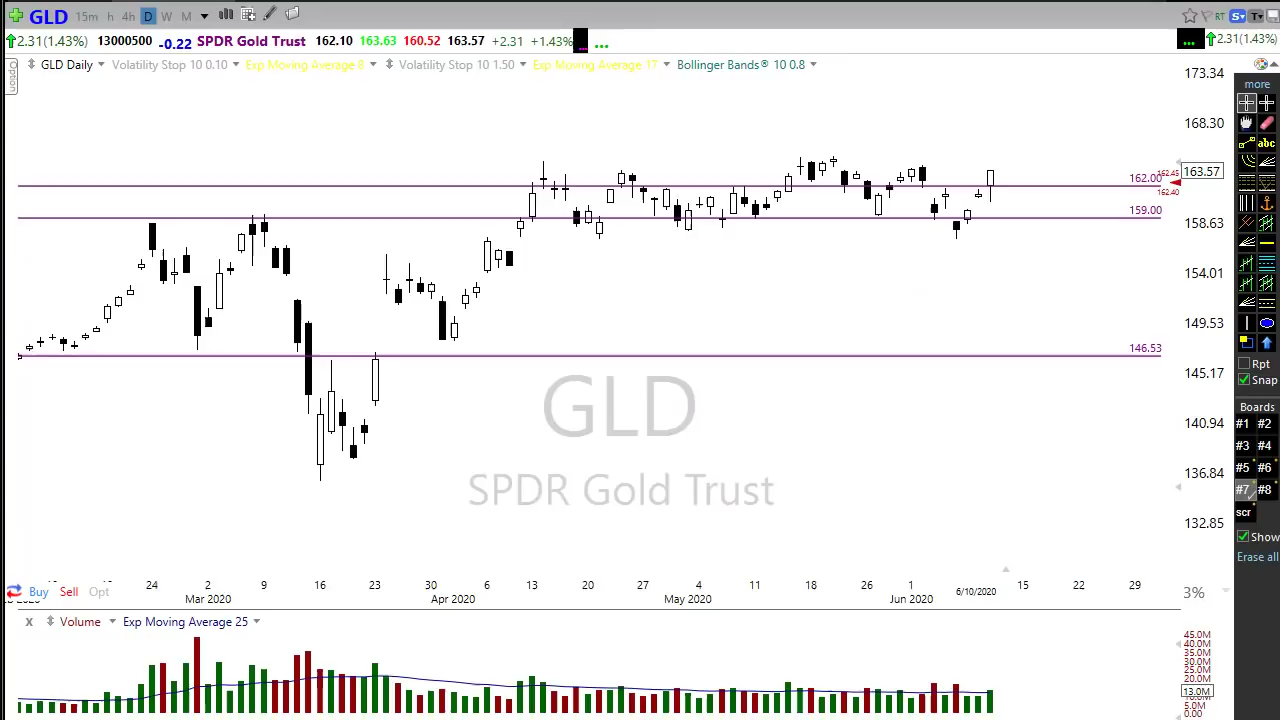 GLD 15m h 4h D W M RT S T
2.31(1.43%) 13000500 -0.22 SPDR Gold Trust 162.10 163.63 160.52 163.57 +2.31 +1.43% ... ... ... 2.31(1.43%)
Option
GLD Daily Volatility Stop 10 0.10 Exp Moving Average 8 Volatility Stop 10 1.50 Exp Moving Average 17 Bollinger Bands® 10 0.8
173.34
168.30
163.57
162.00
162.40
159.00
158.63
154.01
149.53
146.53
145.17
140.94
136.84
132.85
GLD
SPDR Gold Trust
more
abc
Rpt
Snap
Boards
#1 #2
#3 #4
#5 #6
#7 #8
scr
Show
Erase all
24 2 9 16 23 30 6 13 20 27 4 11 18 26 1 15 22 29
Buy Sell Opt
Mar 2020 Apr 2020 May 2020 Jun 2020 6/10/2020
3%
x Volume Exp Moving Average 25
45.0M
40.0M
35.0M
30.0M
25.0M
20.0M
13.0M
5.0M
0.00